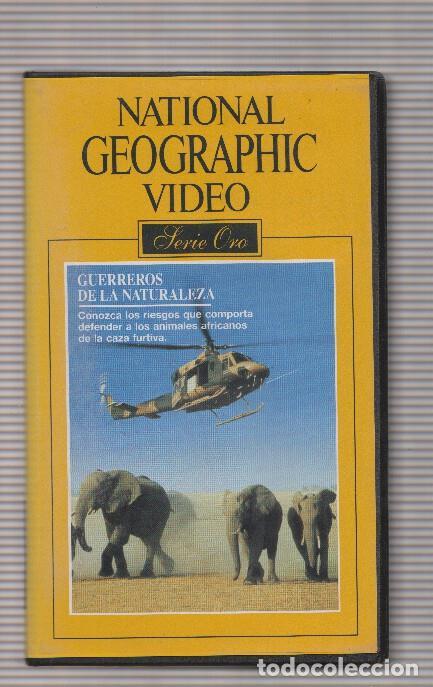 NATIONAL
GEOGRAPHIC
VIDEO
Serie Oro
GUERREROS
DE LA NATURALEZA
Conozca los riesgos que comporta
defender a los animales africanos
de la caza furtiva.
todocoleccion.net